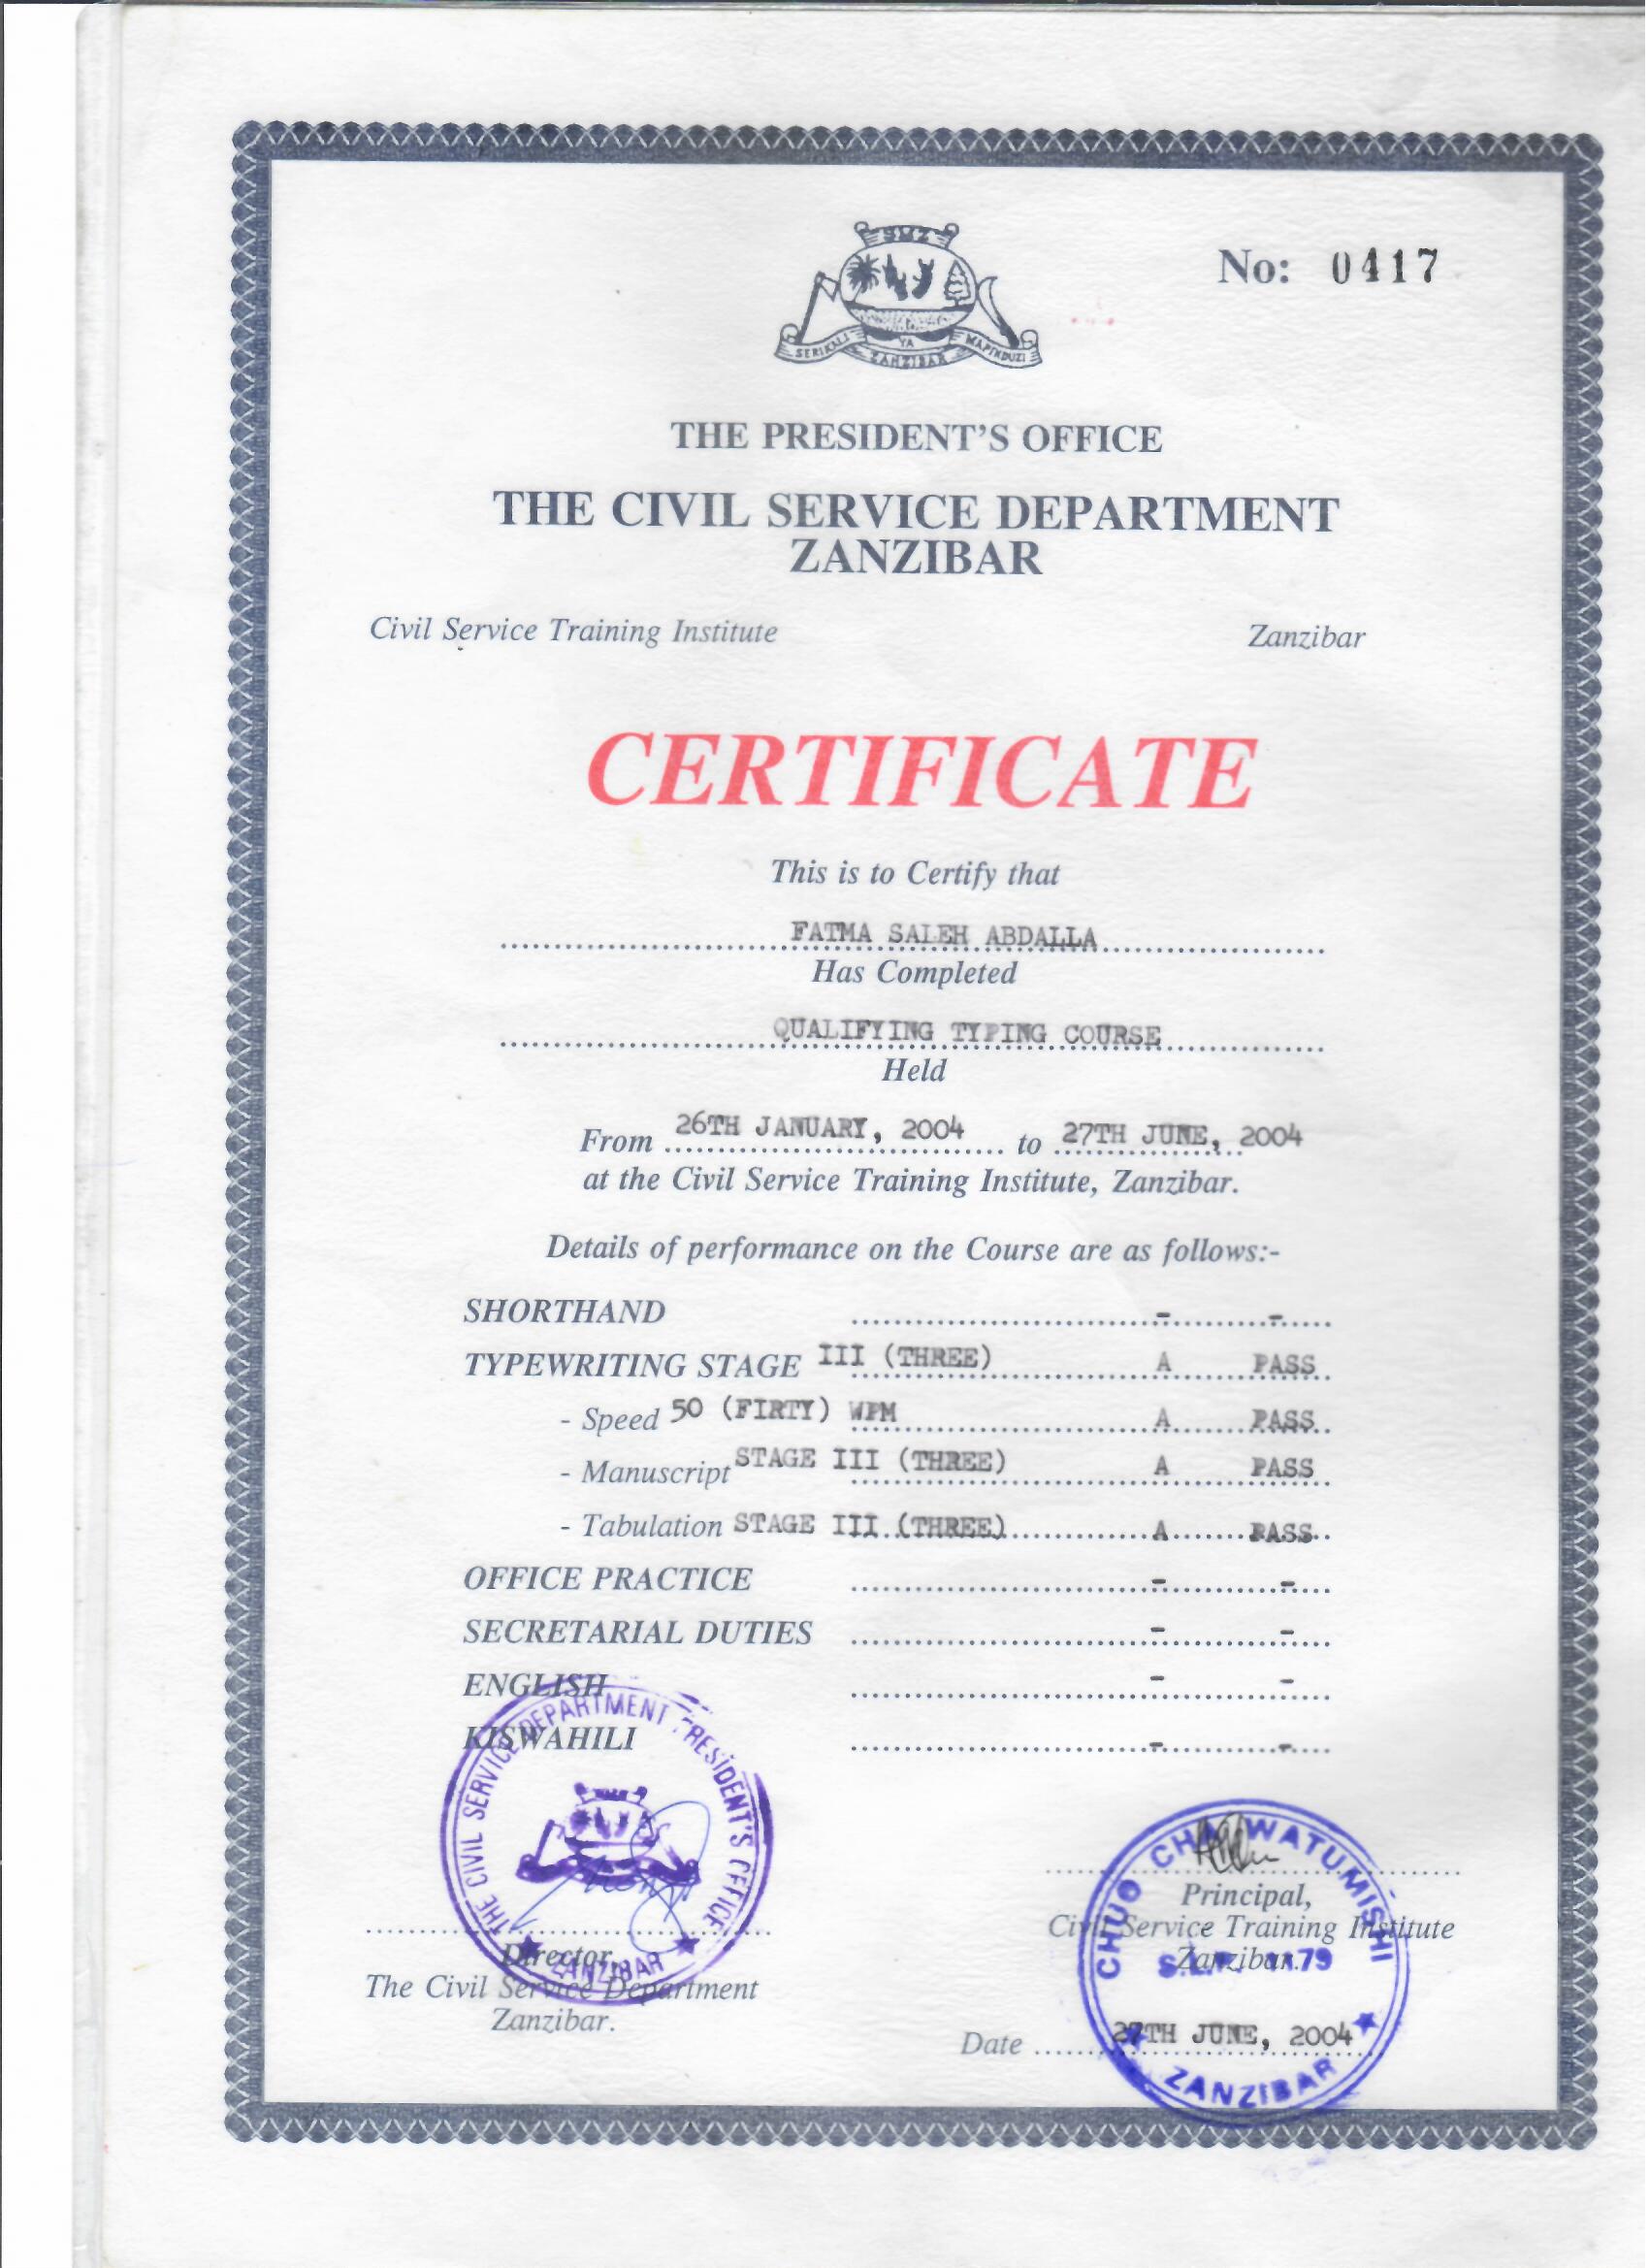 SMZ
SERIKALI YA MAPINDUZI
ZANZIBAR
No: 0417
THE PRESIDENT'S OFFICE
THE CIVIL SERVICE DEPARTMENT
ZANZIBAR
Civil Service Training Institute Zanzibar
CERTIFICATE
This is to Certify that
FATMA SALEH ABDALLA
Has Completed
QUALIFYING TYPING COURSE
Held
From 26TH JANUARY, 2004 to 27TH JUNE, 2004
at the Civil Service Training Institute, Zanzibar.
Details of performance on the Course are as follows:-
SHORTHAND - -
TYPEWRITING STAGE III (THREE) A PASS
- Speed 50 (FIRTY) WPM A PASS
- Manuscript STAGE III (THREE) A PASS
- Tabulation STAGE III (THREE) A PASS
OFFICE PRACTICE - -
SECRETARIAL DUTIES - -
ENGLISH - -
KISWAHILI - -
THE CIVIL SERVICE DEPARTMENT PRESIDENT'S OFFICE
ZANZIBAR
Director,
The Civil Service Department
Zanzibar.
CHUO CHA WATUMISHI
Principal,
Civil Service Training Institute
Zanzibar.
S.L.P.
Date 27TH JUNE, 2004
ZANZIBAR